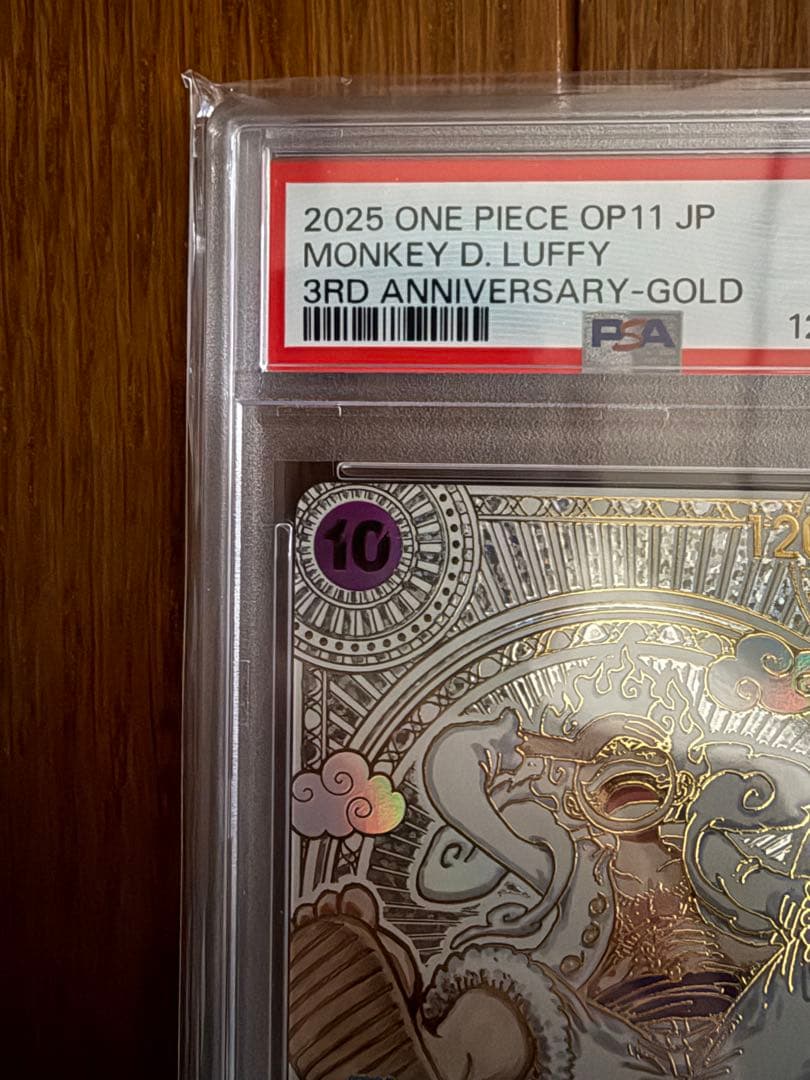 2025 ONE PIECE OP11 JP
MONKEY D. LUFFY
3RD ANNIVERSARY-GOLD
PSA
10